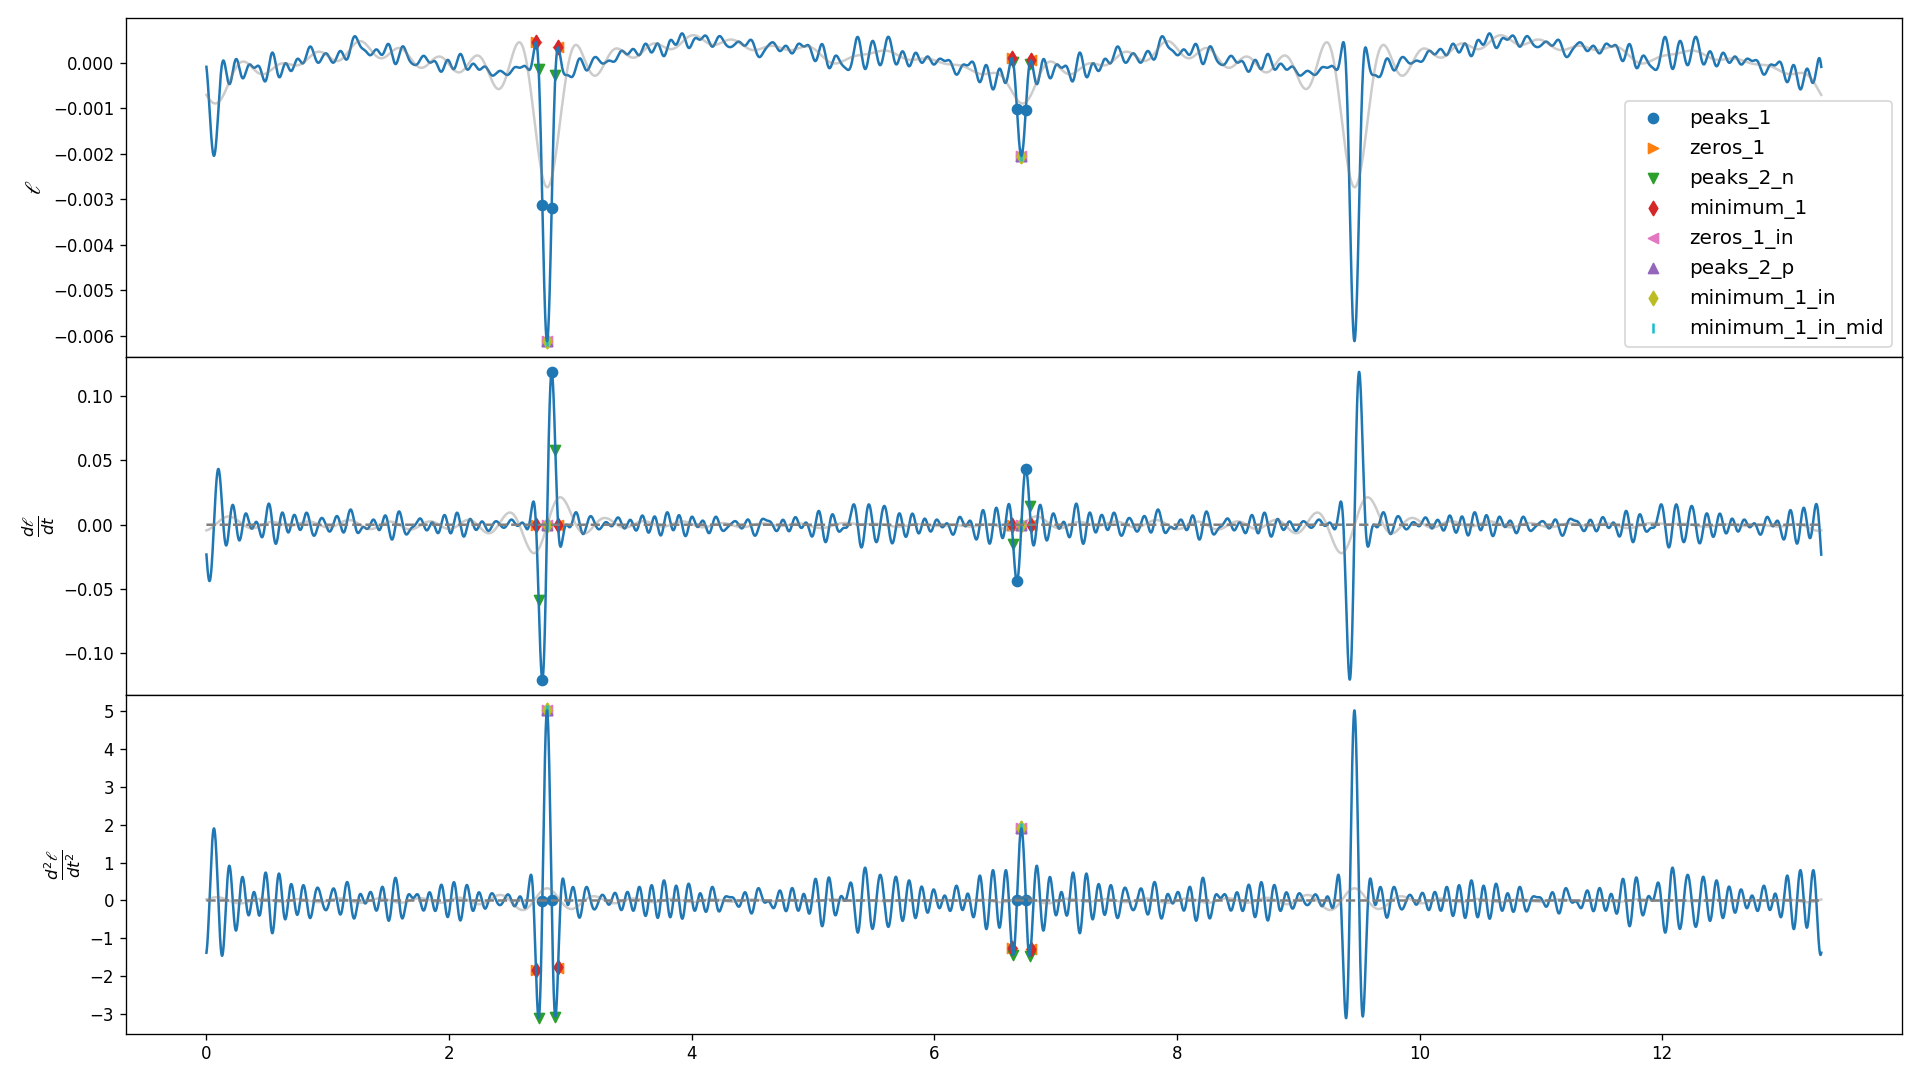 0.000
−0.001
−0.002
−0.003
−0.004
−0.005
−0.006
ℓ
peaks_1
zeros_1
peaks_2_n
minimum_1
zeros_1_in
peaks_2_p
minimum_1_in
minimum_1_in_mid
0.10
0.05
0.00
−0.05
−0.10
dℓ
dt
5
4
3
2
1
0
−1
−2
−3
d²ℓ
dt²
0 2 4 6 8 10 12